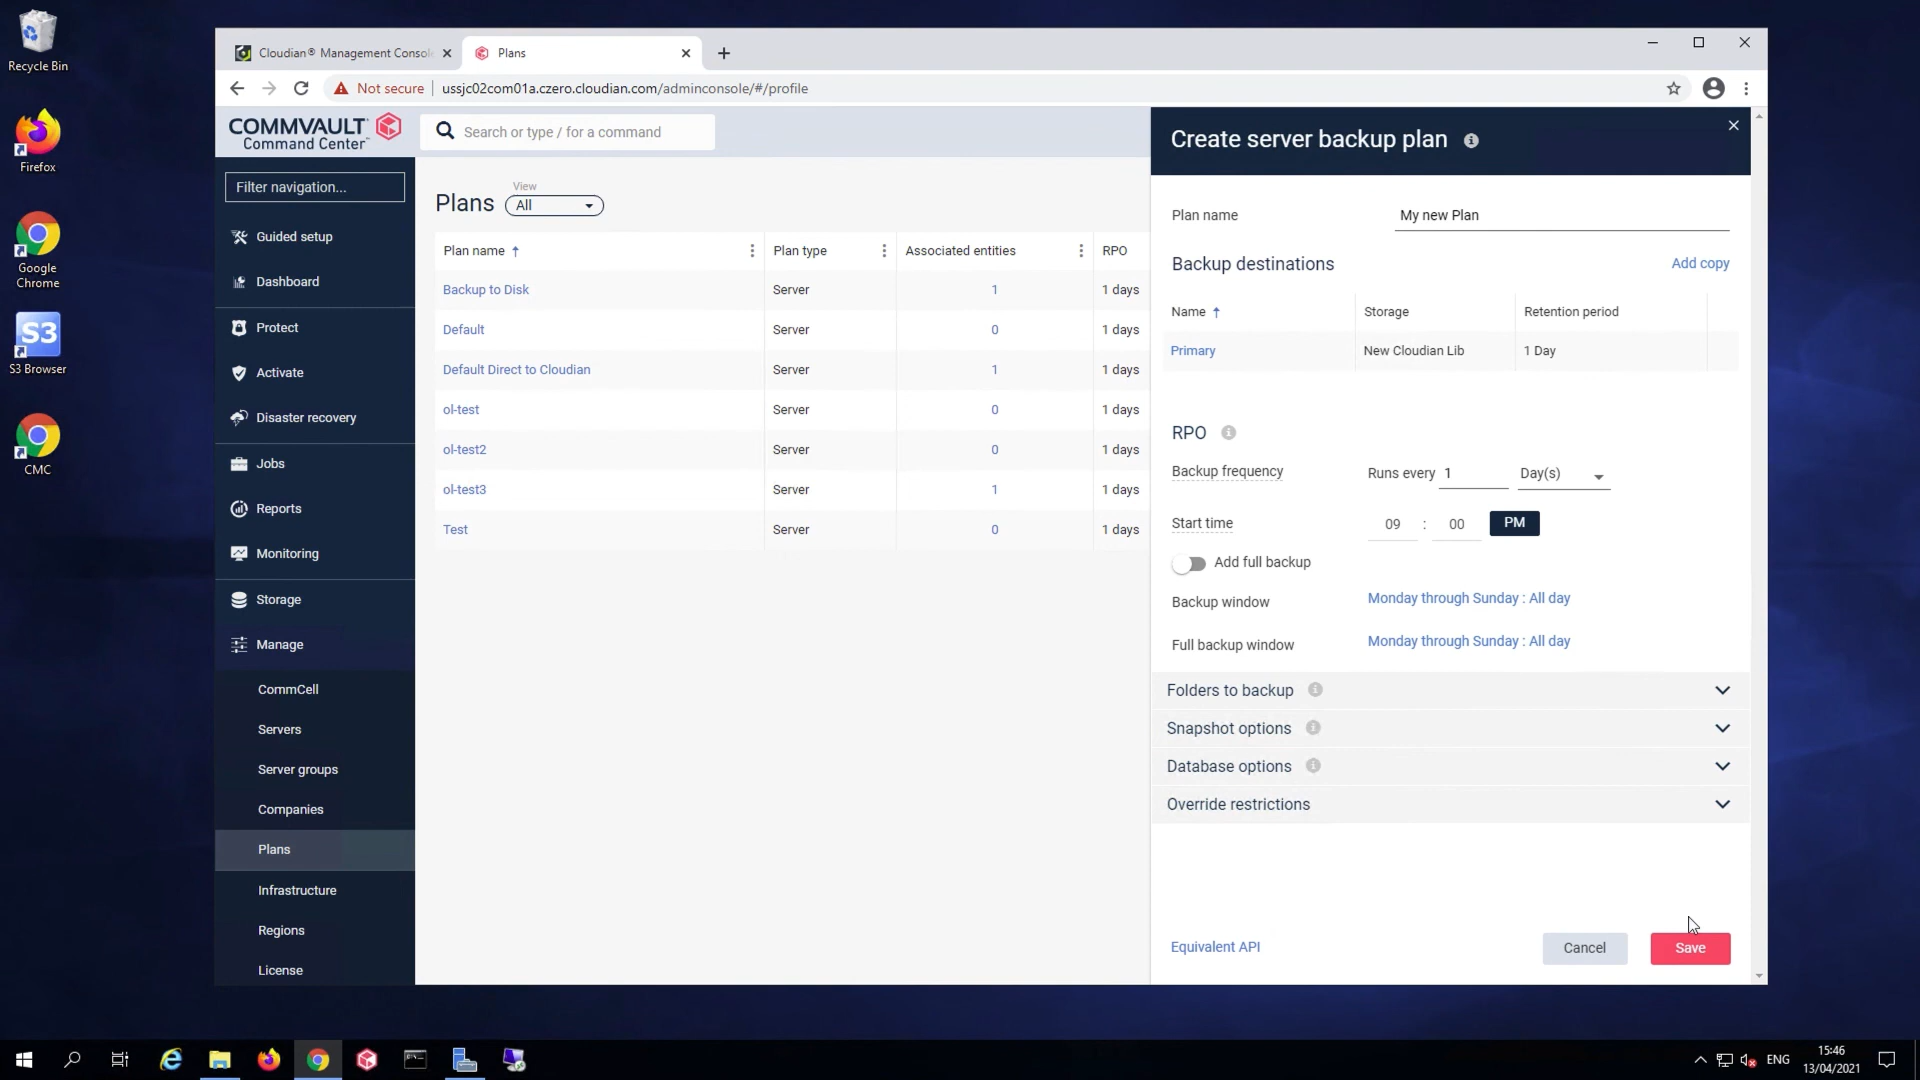 Recycle Bin
Firefox
Google
Chrome
S3
S3 Browser
CMC
Cloudian® Management Consol
Plans
Not secure
ussjc02com01a.czero.cloudian.com/adminconsole/#/profile
COMMVAULT
Command Center™
Search or type / for a command
Filter navigation...
Guided setup
Dashboard
Protect
Activate
Disaster recovery
Jobs
Reports
Monitoring
Storage
Manage
CommCell
Servers
Server groups
Companies
Plans
Infrastructure
Regions
License
Plans
View
All
Plan name Plan type Associated entities RPO
Backup to Disk Server 1 1 days
Default Server 0 1 days
Default Direct to Cloudian Server 1 1 days
ol-test Server 0 1 days
ol-test2 Server 0 1 days
ol-test3 Server 1 1 days
Test Server 0 1 days
Create server backup plan
Plan name My new Plan
Backup destinations Add copy
Name Storage Retention period
Primary New Cloudian Lib 1 Day
RPO
Backup frequency Runs every 1 Day(s)
Start time 09 : 00 PM
Add full backup
Backup window Monday through Sunday : All day
Full backup window Monday through Sunday : All day
Folders to backup
Snapshot options
Database options
Override restrictions
Equivalent API Cancel Save
ENG
15:46
13/04/2021